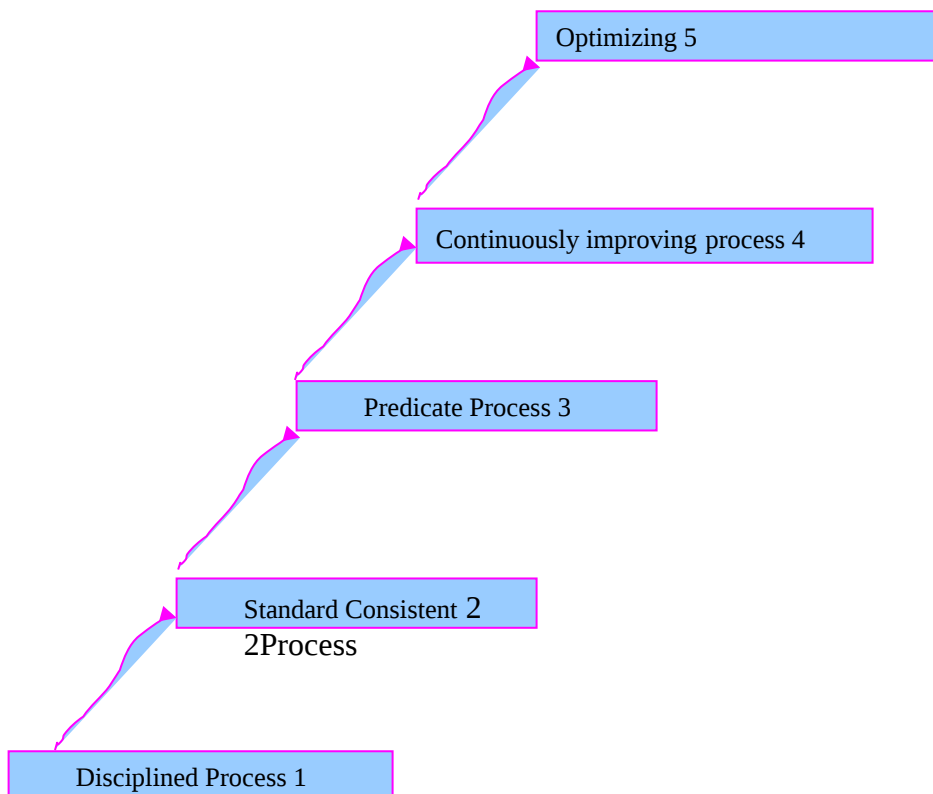 Optimizing 5
Continuously improving process 4
Predicate Process 3
Standard Consistent 2
2Process
Disciplined Process 1